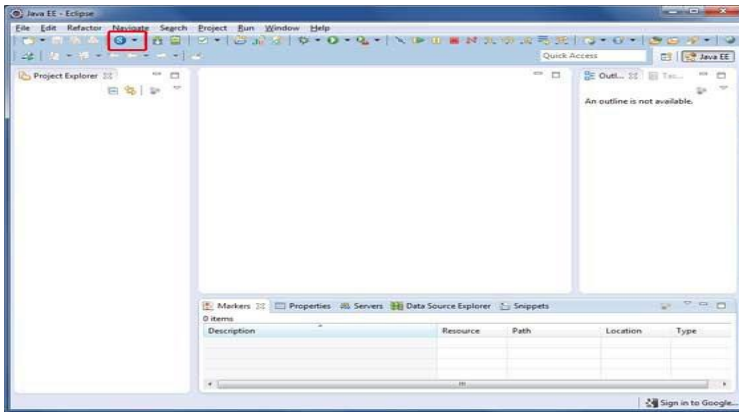 Java EE - Eclipse
File Edit Refactor Navigate Search Project Run Window Help
Quick Access
Java EE
Project Explorer
Outl...
An outline is not available.
Markers Properties Servers Data Source Explorer Snippets
0 items
Description Resource Path Location Type
Sign in to Google...